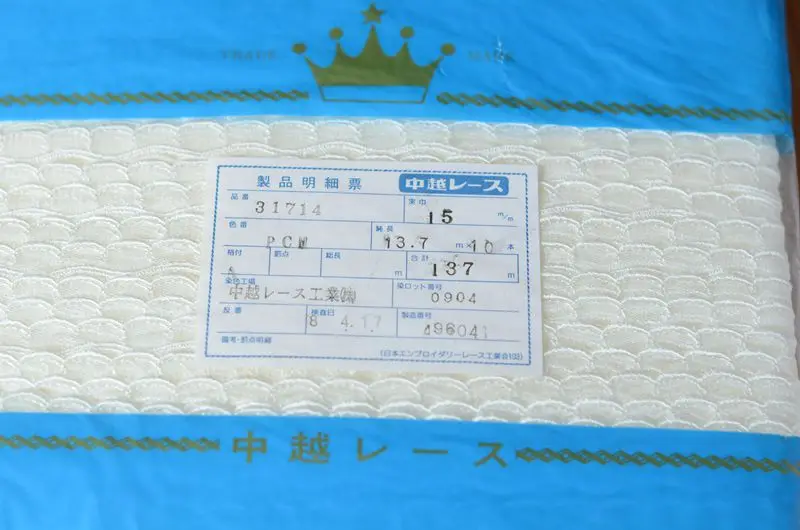 TRADE MARK
製品明細票 中越レース
品番 31714 実巾 15 m/m
色番 PCW 純長 13.7 m× 10 本
格付 A 節点 総長 m 合計 137 m
染色工場 中越レース工業㈱ 染ロット番号 0904
反番 検査日 8 4.17 製造番号 496041
備考・節点明細
(日本エンブロイダリーレース工業会103)
中越レース